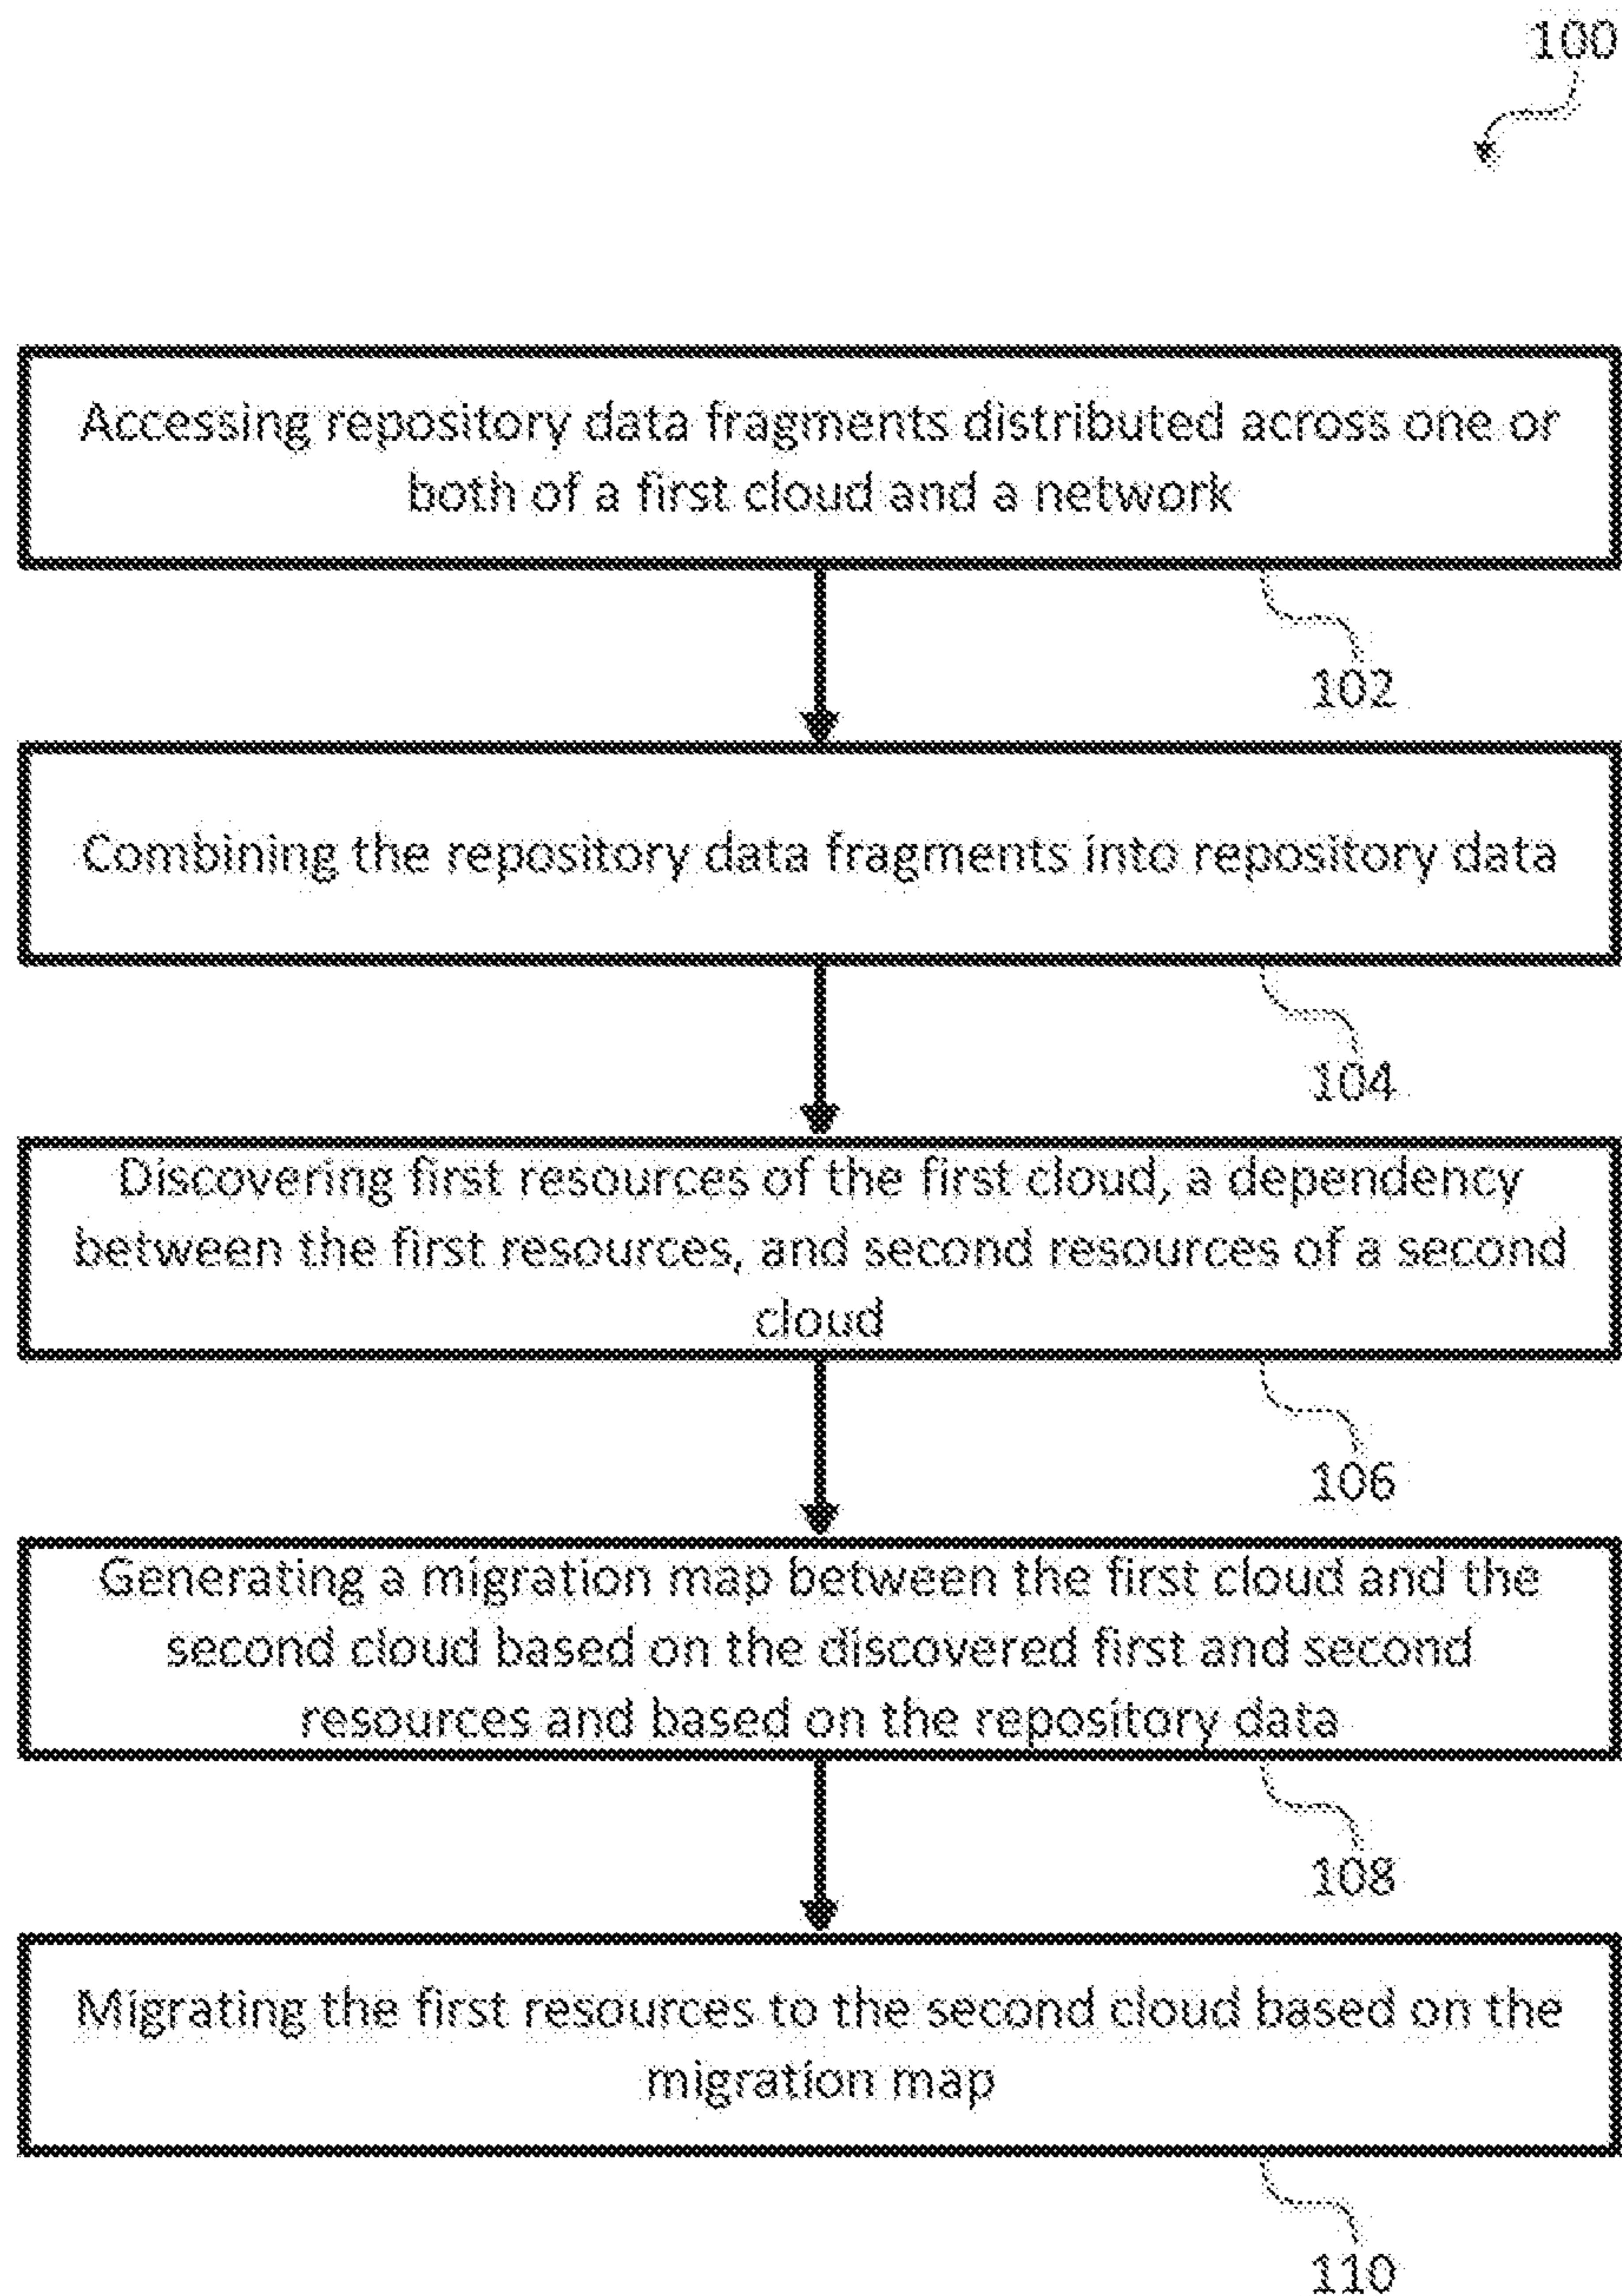 100
Accessing repository data fragments distributed across one or
both of a first cloud and a network
102
Combining the repository data fragments into repository data
104
Discovering first resources of the first cloud, a dependency
between the first resources, and second resources of a second
cloud
106
Generating a migration map between the first cloud and the
second cloud based on the discovered first and second
resources and based on the repository data
108
Migrating the first resources to the second cloud based on the
migration map
110